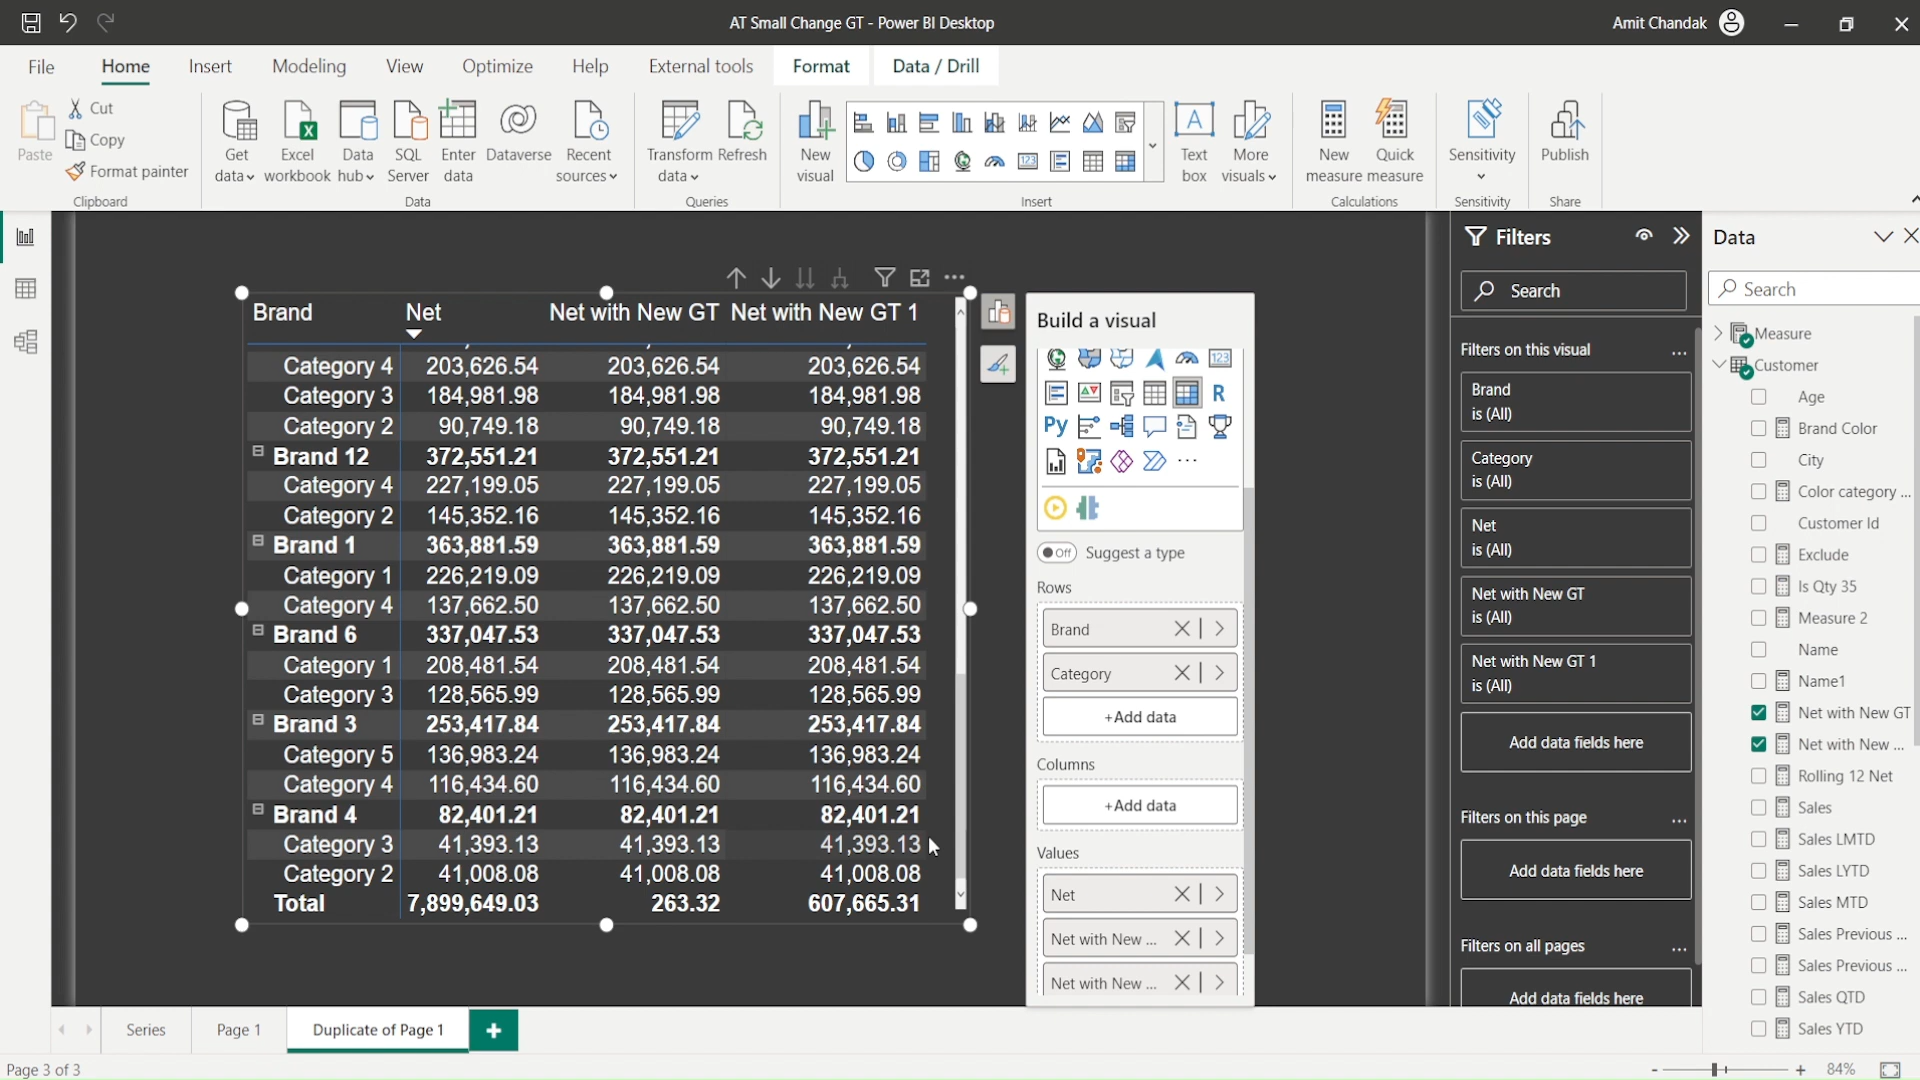 AT Small Change GT - Power BI Desktop
Amit Chandak
File Home Insert Modeling View Optimize Help External tools Format Data / Drill
Paste
Cut
Copy
Format painter
Clipboard
Get data
Excel workbook
Data hub
SQL Server
Enter data
Dataverse
Recent sources
Data
Transform data
Refresh
Queries
New visual
Text box
More visuals
Insert
New measure
Quick measure
Calculations
Sensitivity
Sensitivity
Publish
Share
Brand Net Net with New GT Net with New GT 1
Category 4 203,626.54 203,626.54 203,626.54
Category 3 184,981.98 184,981.98 184,981.98
Category 2 90,749.18 90,749.18 90,749.18
Brand 12 372,551.21 372,551.21 372,551.21
Category 4 227,199.05 227,199.05 227,199.05
Category 2 145,352.16 145,352.16 145,352.16
Brand 1 363,881.59 363,881.59 363,881.59
Category 1 226,219.09 226,219.09 226,219.09
Category 4 137,662.50 137,662.50 137,662.50
Brand 6 337,047.53 337,047.53 337,047.53
Category 1 208,481.54 208,481.54 208,481.54
Category 3 128,565.99 128,565.99 128,565.99
Brand 3 253,417.84 253,417.84 253,417.84
Category 5 136,983.24 136,983.24 136,983.24
Category 4 116,434.60 116,434.60 116,434.60
Brand 4 82,401.21 82,401.21 82,401.21
Category 3 41,393.13 41,393.13 41,393.13
Category 2 41,008.08 41,008.08 41,008.08
Total 7,899,649.03 263.32 607,665.31
Build a visual
123
R
Py
...
Off Suggest a type
Rows
Brand
Category
+Add data
Columns
+Add data
Values
Net
Net with New ...
Net with New ...
Filters
Search
Filters on this visual ...
Brand
is (All)
Category
is (All)
Net
is (All)
Net with New GT
is (All)
Net with New GT 1
is (All)
Add data fields here
Filters on this page ...
Add data fields here
Filters on all pages ...
Add data fields here
Data
Search
Measure
Customer
Age
Brand Color
City
Color category ...
Customer Id
Exclude
Is Qty 35
Measure 2
Name
Name1
Net with New GT
Net with New ...
Rolling 12 Net
Sales
Sales LMTD
Sales LYTD
Sales MTD
Sales Previous ...
Sales Previous ...
Sales QTD
Sales YTD
Series Page 1 Duplicate of Page 1 +
Page 3 of 3
- + 84%